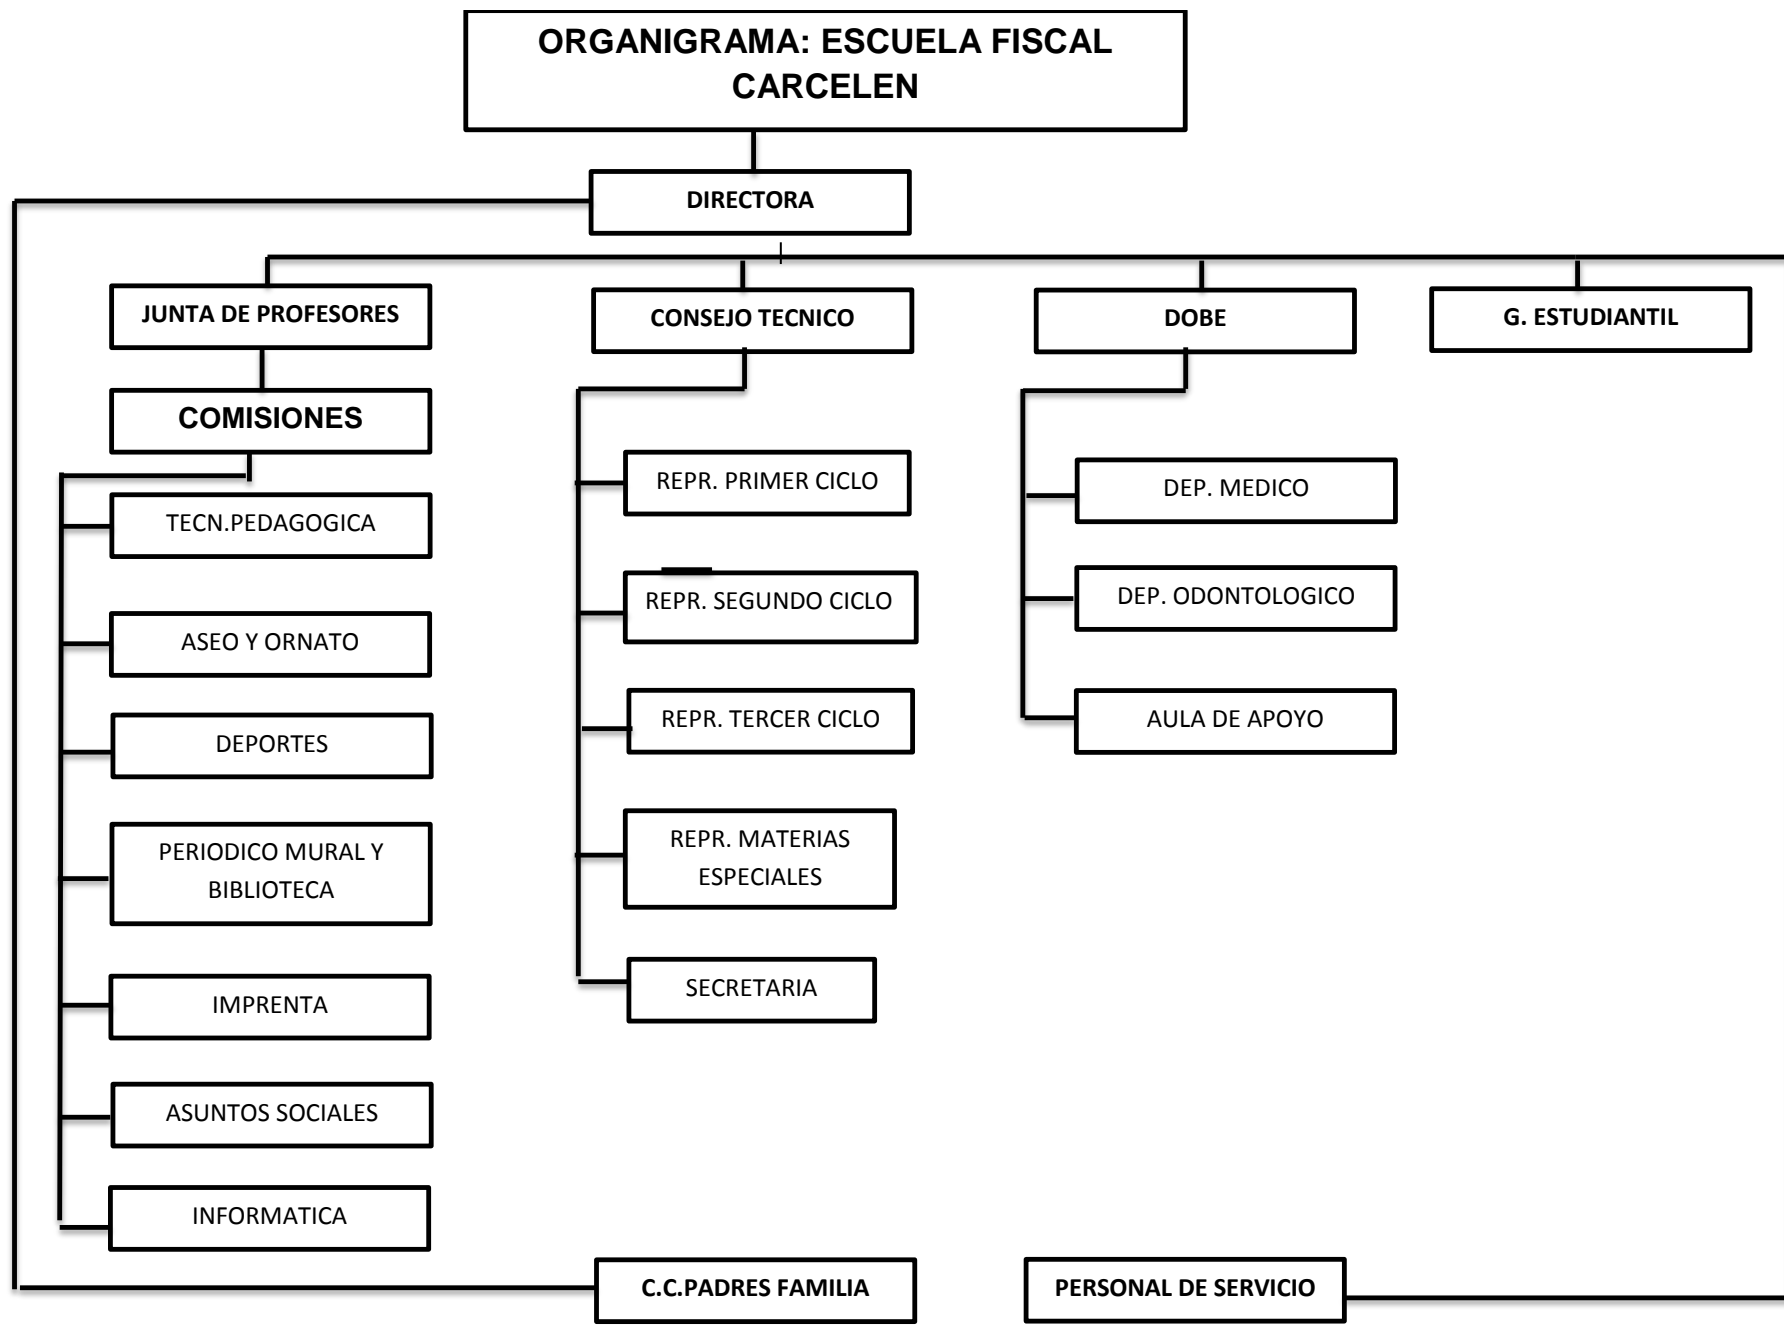 ORGANIGRAMA: ESCUELA FISCAL
CARCELEN
DIRECTORA
JUNTA DE PROFESORES
CONSEJO TECNICO
DOBE
G. ESTUDIANTIL
COMISIONES
TECN.PEDAGOGICA
ASEO Y ORNATO
DEPORTES
PERIODICO MURAL Y
BIBLIOTECA
IMPRENTA
ASUNTOS SOCIALES
INFORMATICA
REPR. PRIMER CICLO
REPR. SEGUNDO CICLO
REPR. TERCER CICLO
REPR. MATERIAS
ESPECIALES
SECRETARIA
DEP. MEDICO
DEP. ODONTOLOGICO
AULA DE APOYO
C.C.PADRES FAMILIA
PERSONAL DE SERVICIO